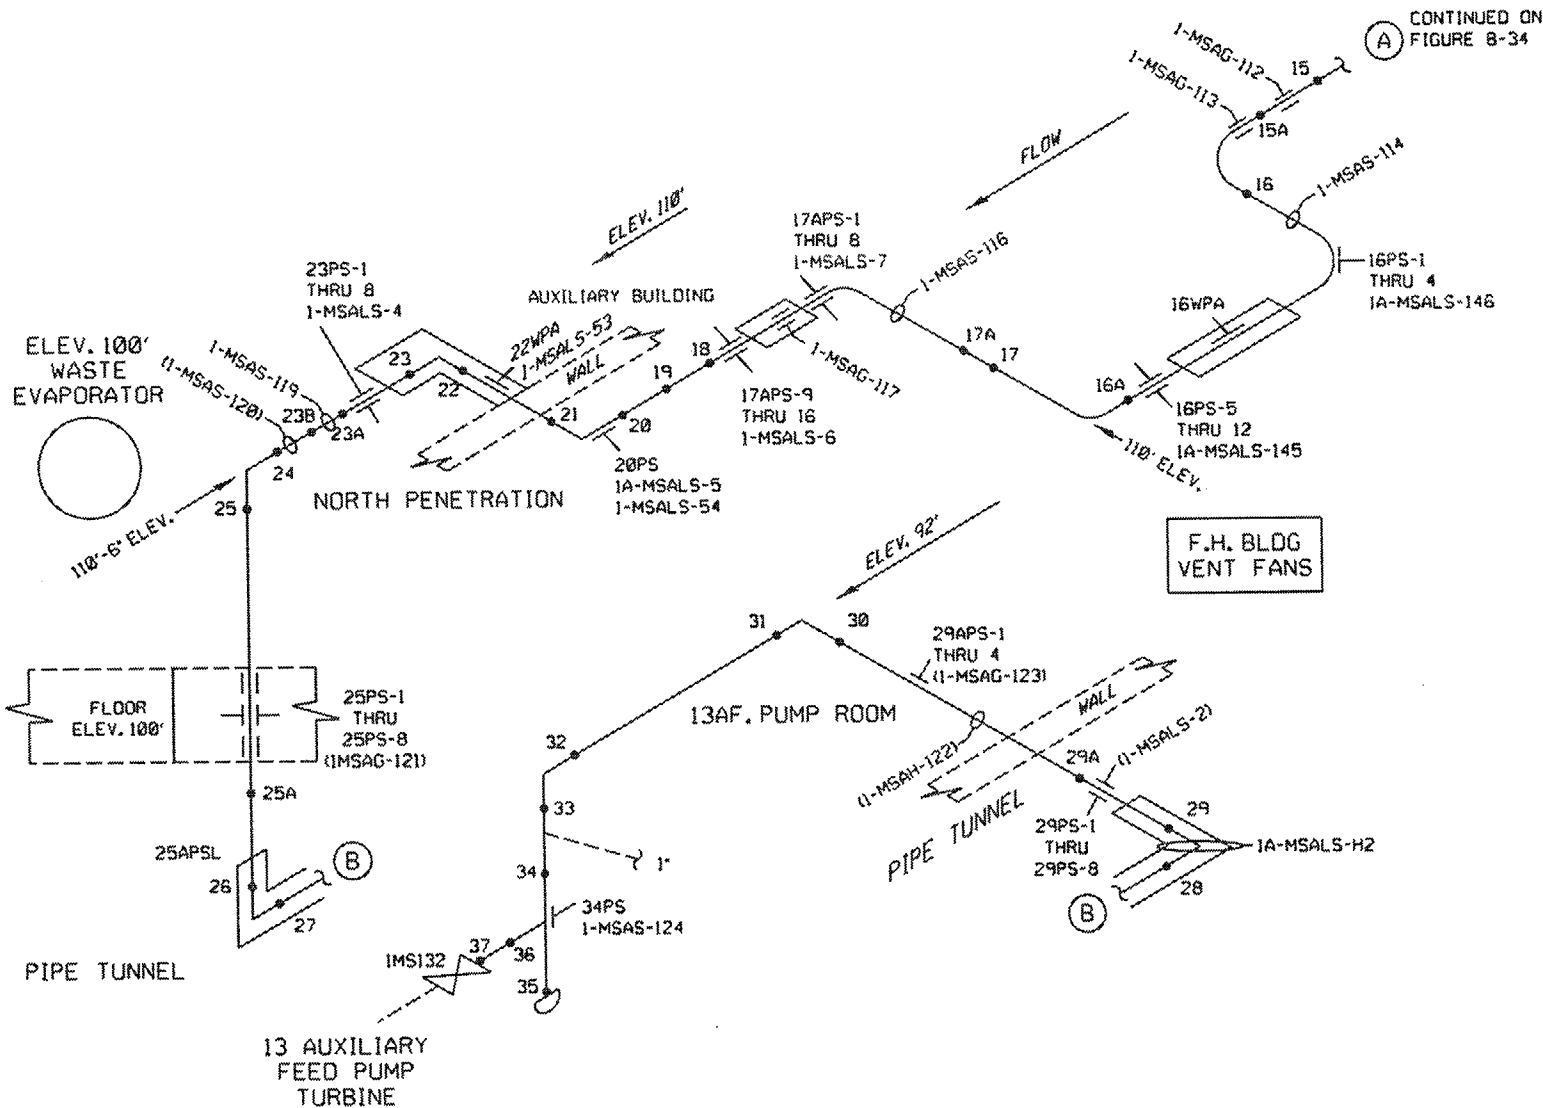 A
CONTINUED ON
FIGURE B-34
1-MSAG-112
15
1-MSAG-113
15A
FLOW
16
1-MSAS-114
ELEV. 110'
17APS-1
THRU 8
1-MSALS-7
1-MSAS-116
16PS-1
THRU 4
1A-MSALS-146
23PS-1
THRU 8
1-MSALS-4
AUXILIARY BUILDING
16WPA
ELEV. 100'
WASTE
EVAPORATOR
1-MSAS-119
(1-MSAS-120)
23B
23A
24
23
22WPA
1-MSALS-53
22
WALL
18
1-MSAG-117
17A
17
19
21
20
17APS-9
THRU 16
1-MSALS-6
16A
16PS-5
THRU 12
1A-MSALS-145
110' ELEV.
20PS
1A-MSALS-5
1-MSALS-54
NORTH PENETRATION
25
110'-6" ELEV.
ELEV. 92'
F.H. BLDG
VENT FANS
31
30
29APS-1
THRU 4
(1-MSAG-123)
FLOOR
ELEV. 100'
25PS-1
THRU
25PS-8
(1MSAG-121)
13AF. PUMP ROOM
WALL
32
(1-MSAH-122)
29A
(1-MSALS-2)
25A
33
PIPE TUNNEL
29PS-1
THRU
29PS-8
29
1A-MSALS-H2
28
B
25APSL
B
26
27
34
1"
34PS
1-MSAS-124
PIPE TUNNEL
1MS132
37
36
35
13 AUXILIARY
FEED PUMP
TURBINE